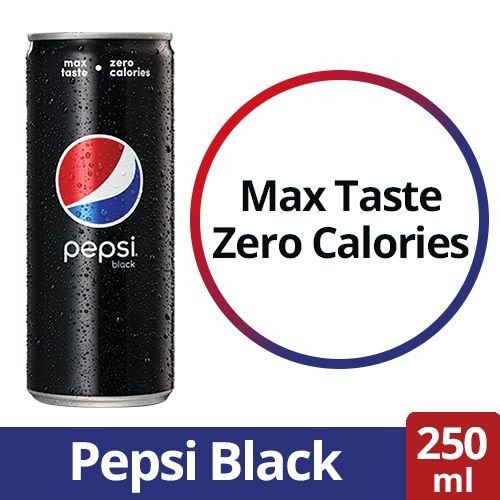 max taste • zero calories
pepsi
black
Max Taste
Zero Calories
Pepsi Black
250
ml